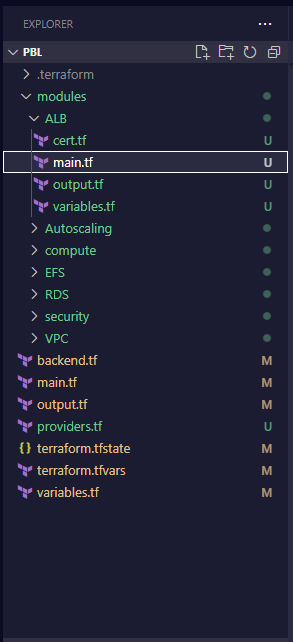 EXPLORER
PBL
.terraform
modules
ALB
cert.tf U
main.tf U
output.tf U
variables.tf U
Autoscaling
compute
EFS
RDS
security
VPC
backend.tf M
main.tf M
output.tf M
providers.tf U
{} terraform.tfstate M
terraform.tfvars M
variables.tf M